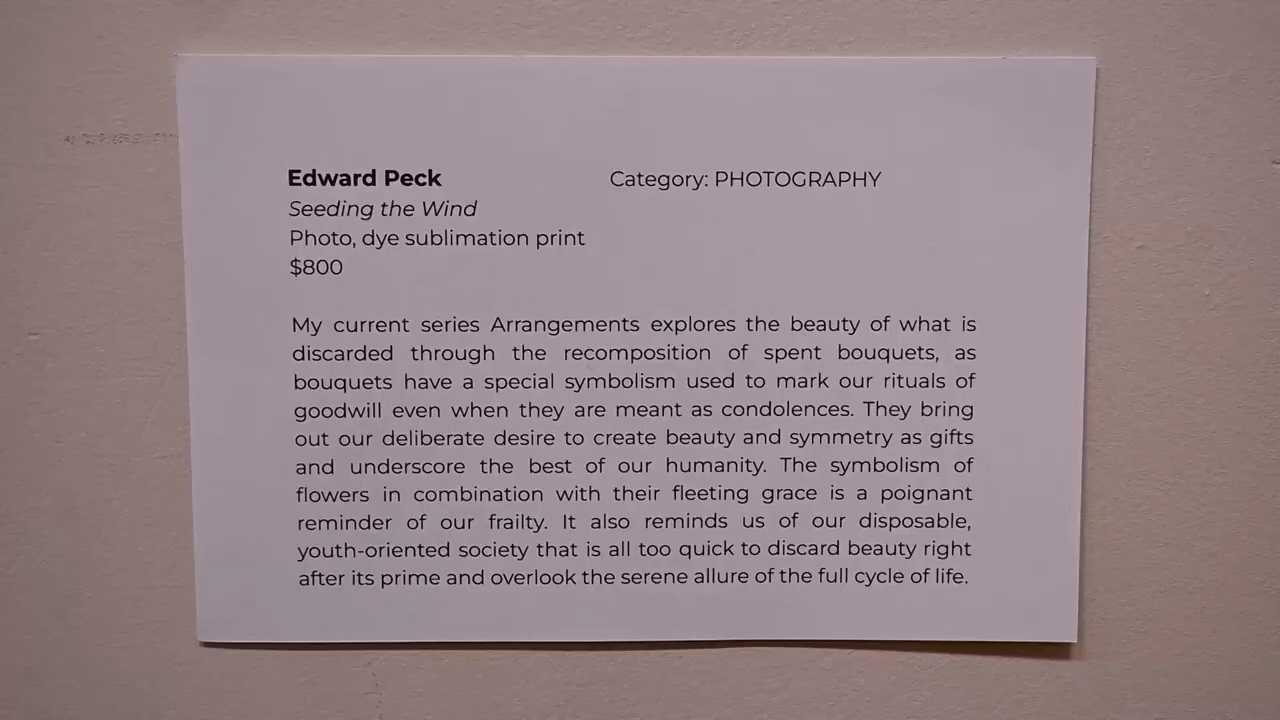 Edward Peck
Category: PHOTOGRAPHY
Seeding the Wind
Photo, dye sublimation print
$800
My current series Arrangements explores the beauty of what is
discarded through the recomposition of spent bouquets, as
bouquets have a special symbolism used to mark our rituals of
goodwill even when they are meant as condolences. They bring
out our deliberate desire to create beauty and symmetry as gifts
and underscore the best of our humanity. The symbolism of
flowers in combination with their fleeting grace is a poignant
reminder of our frailty. It also reminds us of our disposable,
youth-oriented society that is all too quick to discard beauty right
after its prime and overlook the serene allure of the full cycle of life.